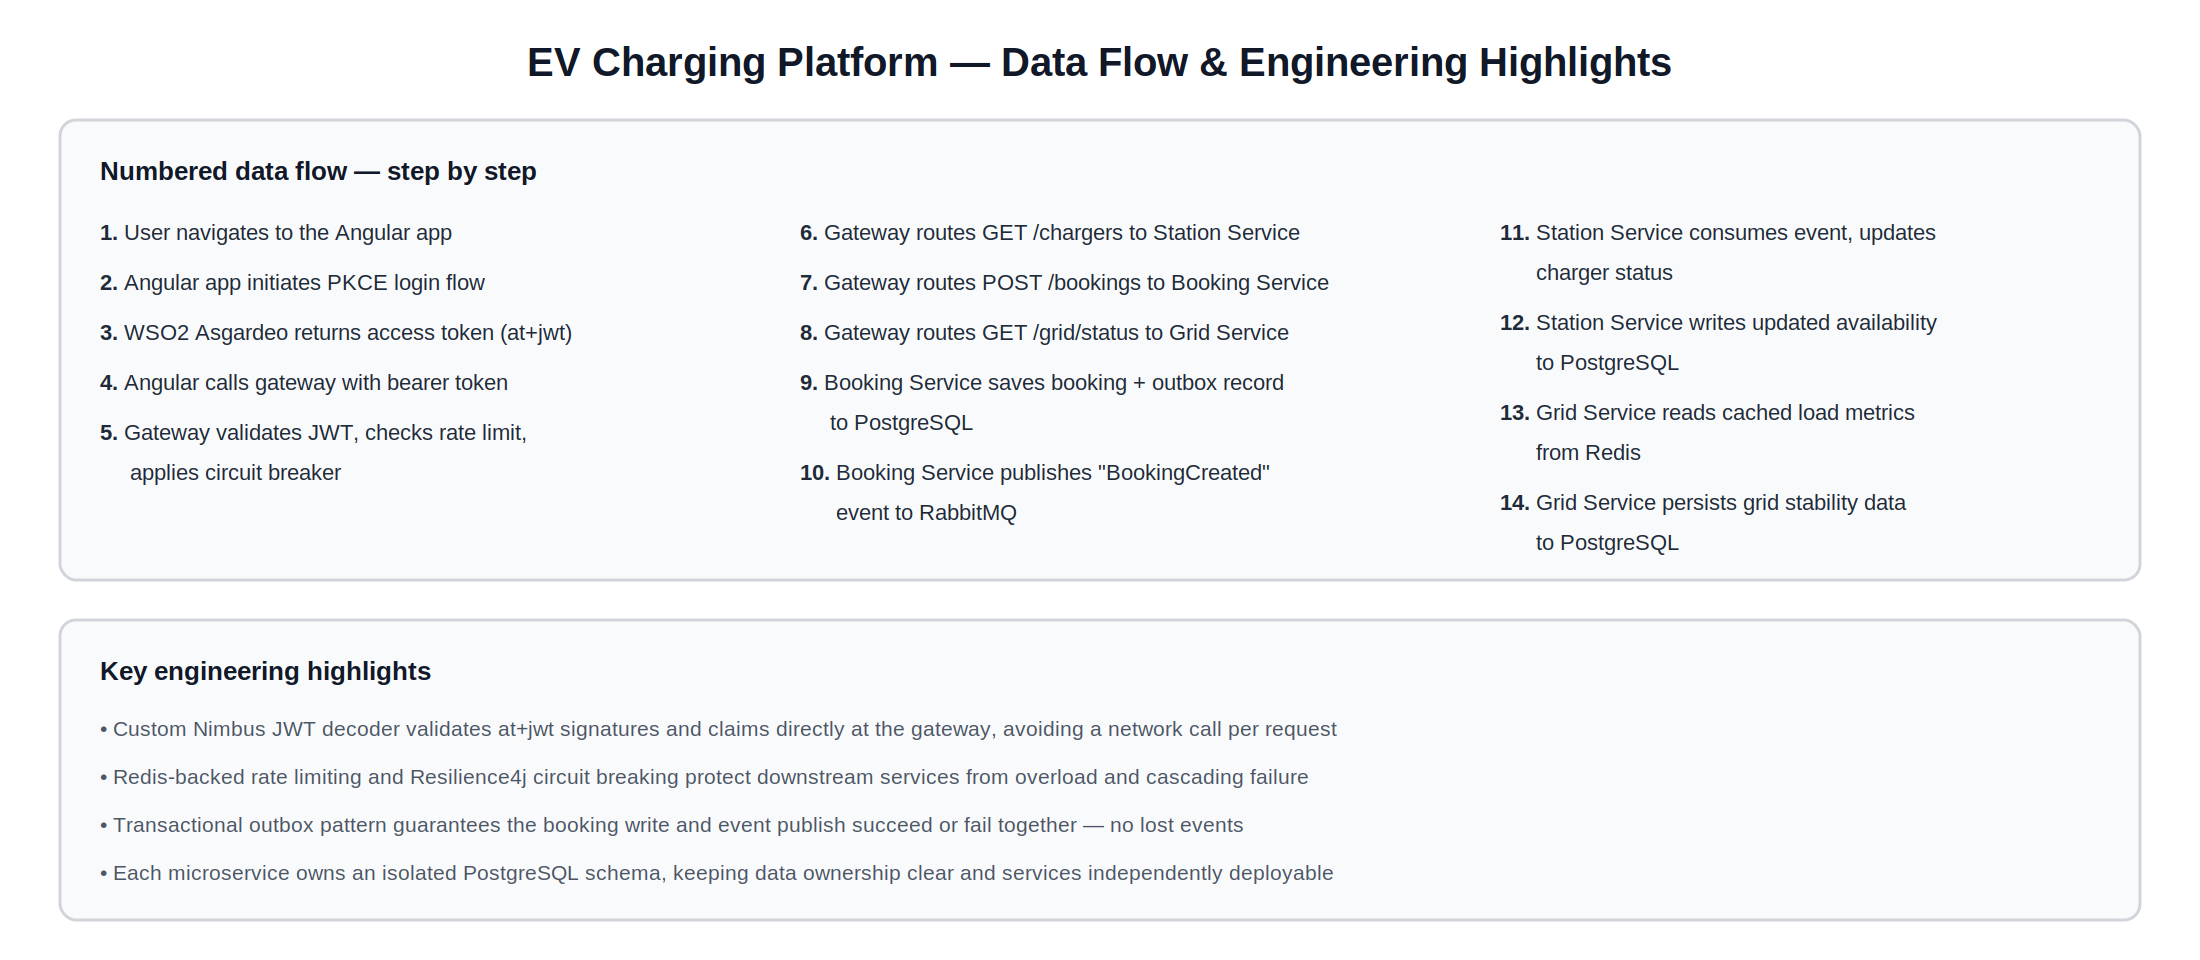 EV Charging Platform — Data Flow & Engineering Highlights
Numbered data flow — step by step
1. User navigates to the Angular app
2. Angular app initiates PKCE login flow
3. WSO2 Asgardeo returns access token (at+jwt)
4. Angular calls gateway with bearer token
5. Gateway validates JWT, checks rate limit,
applies circuit breaker
6. Gateway routes GET /chargers to Station Service
7. Gateway routes POST /bookings to Booking Service
8. Gateway routes GET /grid/status to Grid Service
9. Booking Service saves booking + outbox record
to PostgreSQL
10. Booking Service publishes "BookingCreated"
event to RabbitMQ
11. Station Service consumes event, updates
charger status
12. Station Service writes updated availability
to PostgreSQL
13. Grid Service reads cached load metrics
from Redis
14. Grid Service persists grid stability data
to PostgreSQL
Key engineering highlights
• Custom Nimbus JWT decoder validates at+jwt signatures and claims directly at the gateway, avoiding a network call per request
• Redis-backed rate limiting and Resilience4j circuit breaking protect downstream services from overload and cascading failure
• Transactional outbox pattern guarantees the booking write and event publish succeed or fail together — no lost events
• Each microservice owns an isolated PostgreSQL schema, keeping data ownership clear and services independently deployable